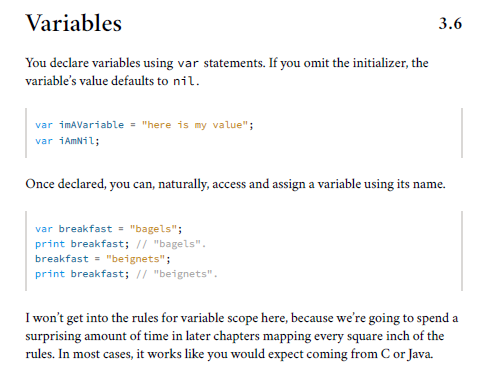 Variables 3.6
You declare variables using var statements. If you omit the initializer, the
variable’s value defaults to nil.
var imAVariable = "here is my value";
var iAmNil;
Once declared, you can, naturally, access and assign a variable using its name.
var breakfast = "bagels";
print breakfast; // "bagels".
breakfast = "beignets";
print breakfast; // "beignets".
I won’t get into the rules for variable scope here, because we’re going to spend a
surprising amount of time in later chapters mapping every square inch of the
rules. In most cases, it works like you would expect coming from C or Java.